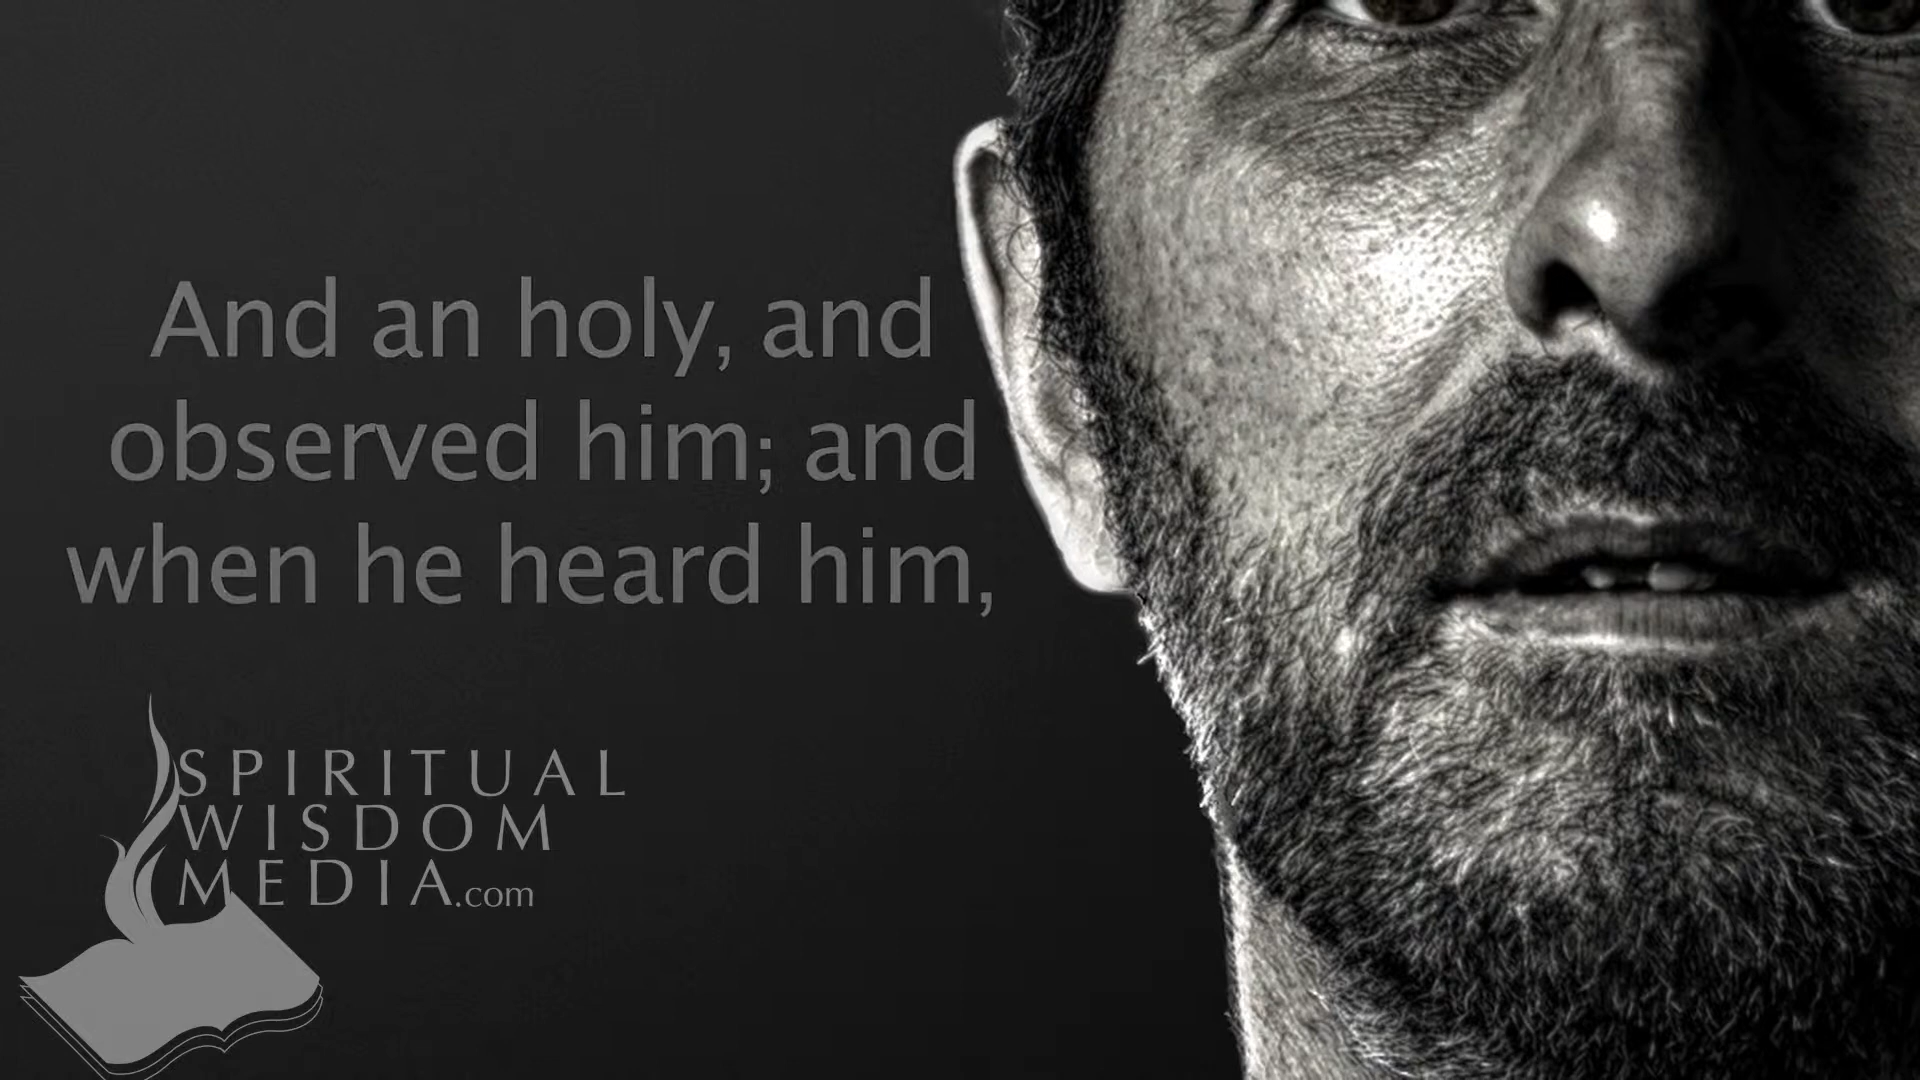 And an holy, and
observed him; and
when he heard him,
SPIRITUAL
WISDOM
MEDIA.com